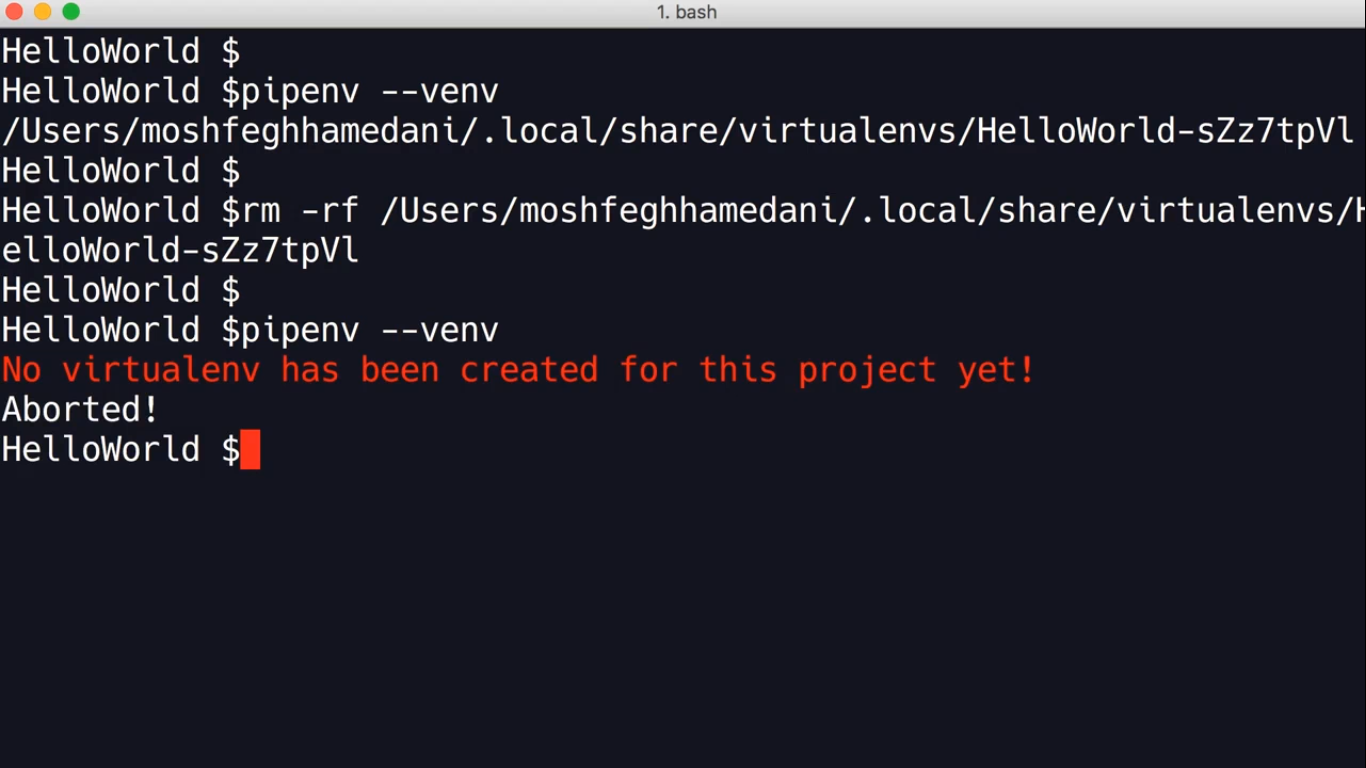 1. bash
HelloWorld $
HelloWorld $pipenv --venv
/Users/moshfeghhamedani/.local/share/virtualenvs/HelloWorld-sZz7tpVl
HelloWorld $
HelloWorld $rm -rf /Users/moshfeghhamedani/.local/share/virtualenvs/H
elloWorld-sZz7tpVl
HelloWorld $
HelloWorld $pipenv --venv
No virtualenv has been created for this project yet!
Aborted!
HelloWorld $